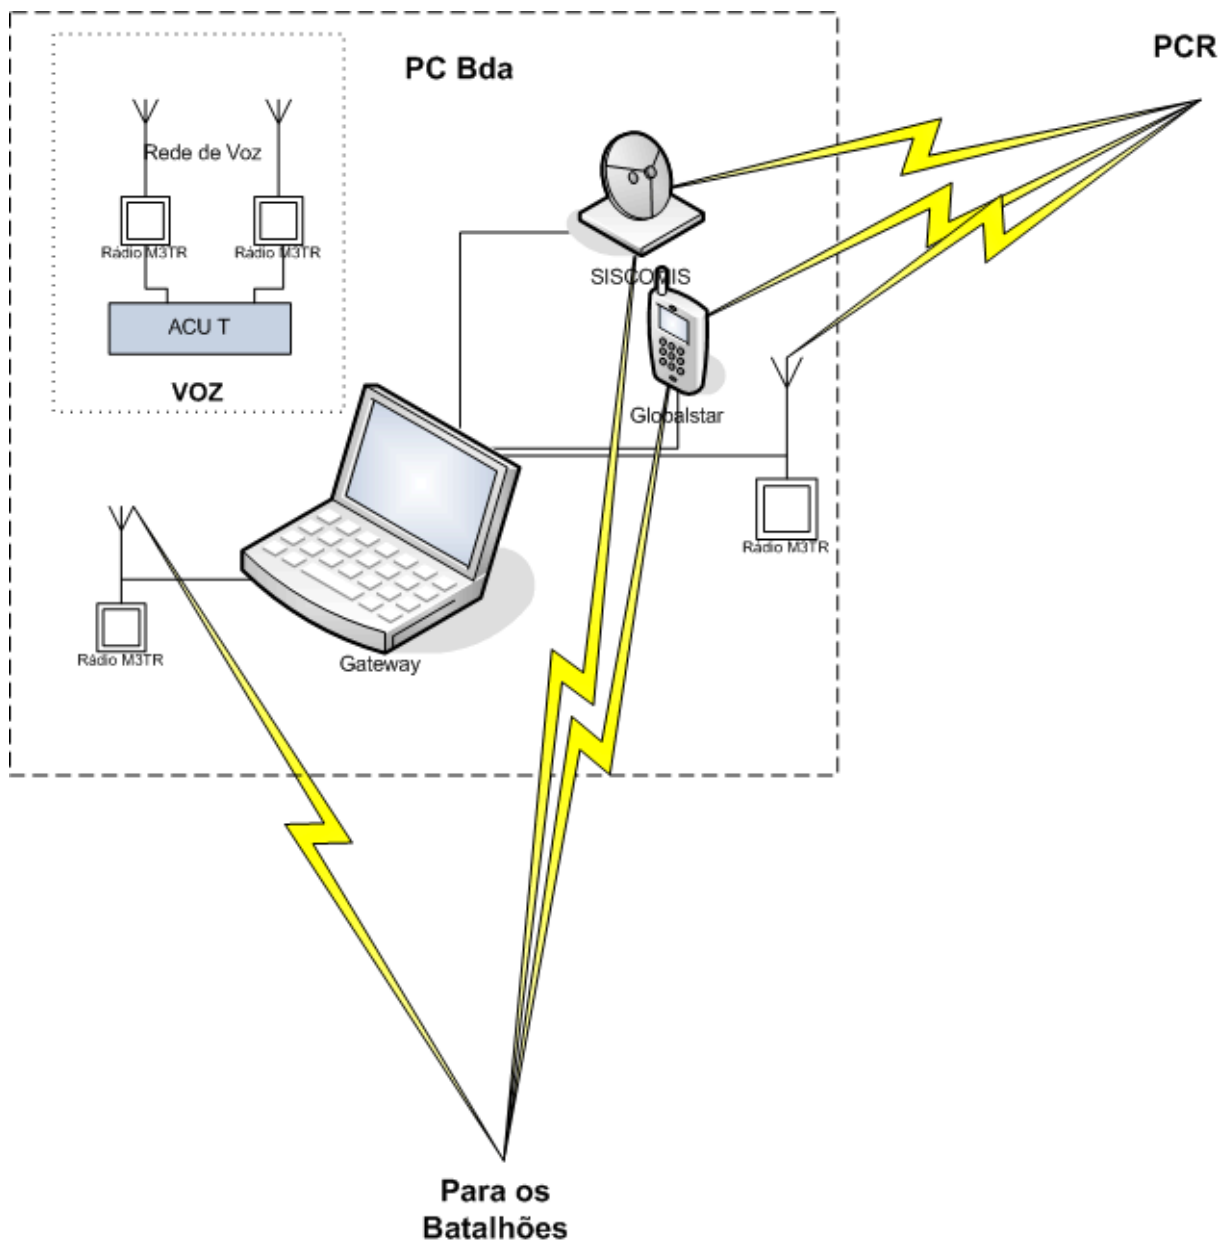 PCR
PC Bda
Rede de Voz
Rádio M3TR
Rádio M3TR
ACU T
VOZ
SISCOMIS
Globalstar
Rádio M3TR
Rádio M3TR
Gateway
Para os
Batalhões